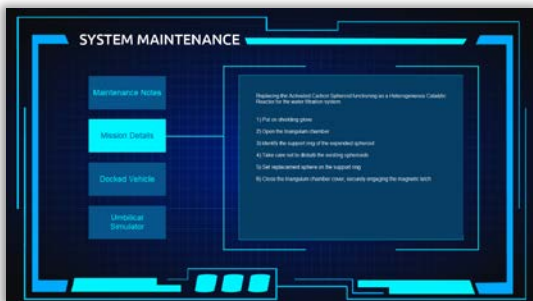 SYSTEM MAINTENANCE
Maintenance Notes
Mission Details
Docked Vehicle
Umbilical
Simulator
Replacing the Activated Carbon Spheroid functioning as a Heterogeneous Catalytic
Reactor for the water filtration system:
1) Put on shielding glove
2) Open the triangulum chamber
3) Identify the support ring of the expended spheroid
4) Take care not to disturb the existing spheroids
5) Set replacement sphere on the support ring
6) Close the triangulum chamber cover, securely engaging the magnetic latch